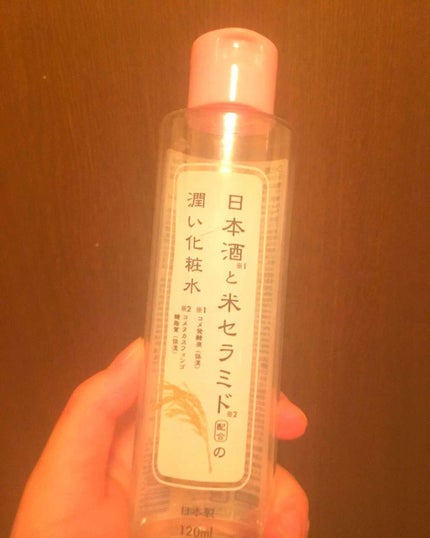 日本酒※1と米セラミド※2配合の
潤い化粧水
※1 コメ発酵液(保湿)
※2 コメヌカスフィンゴ
糖脂質(保湿)
日本製
120ml